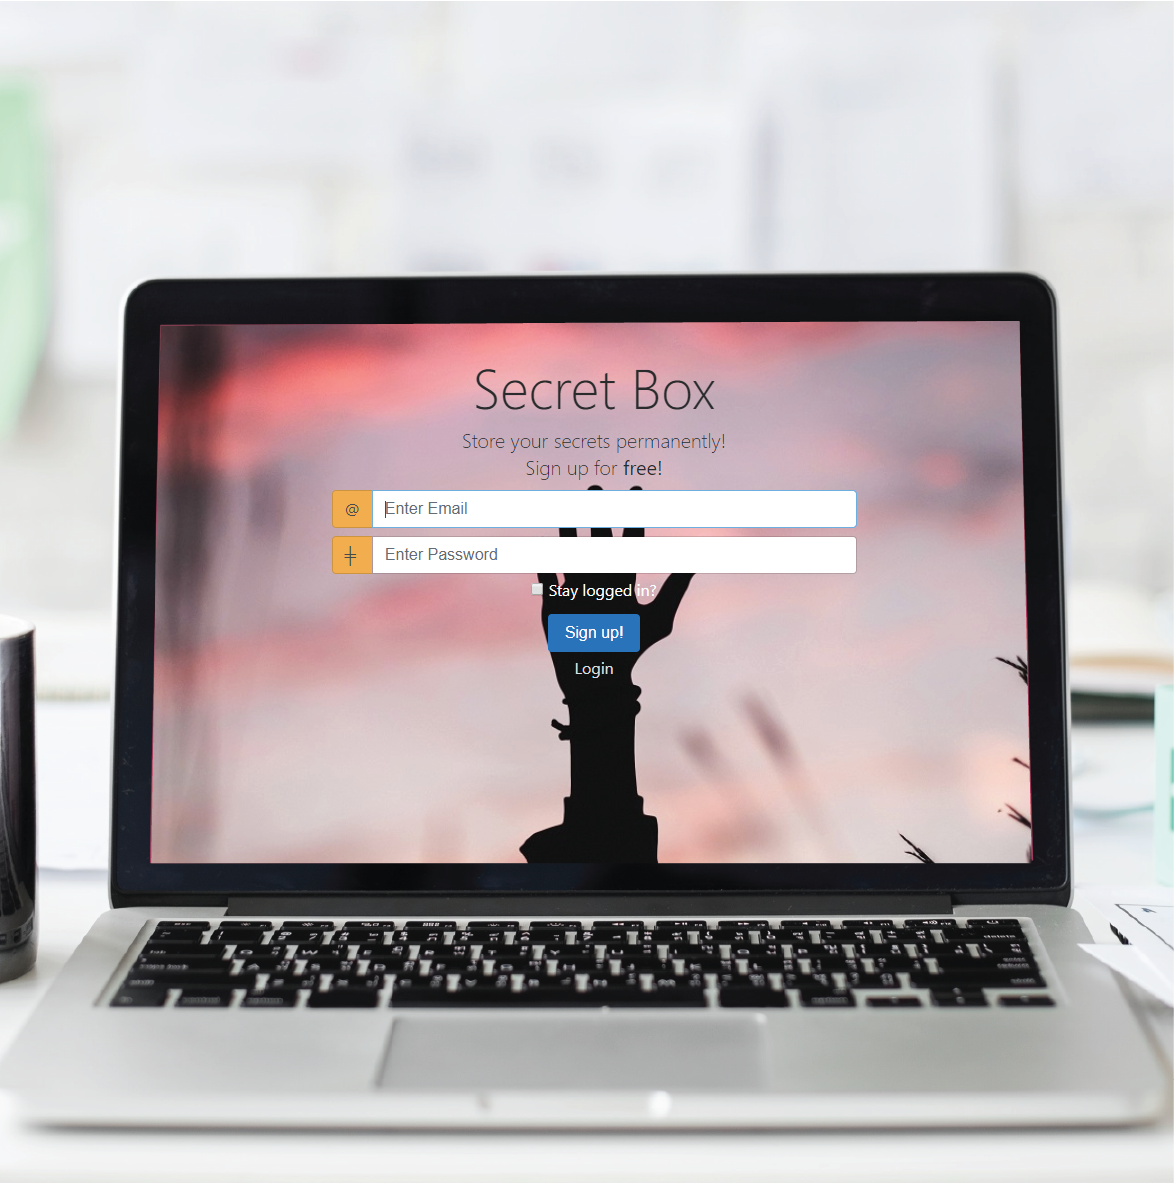 Secret Box
Store your secrets permanently!
Sign up for free!
@ Enter Email
╪ Enter Password
Stay logged in?
Sign up!
Login